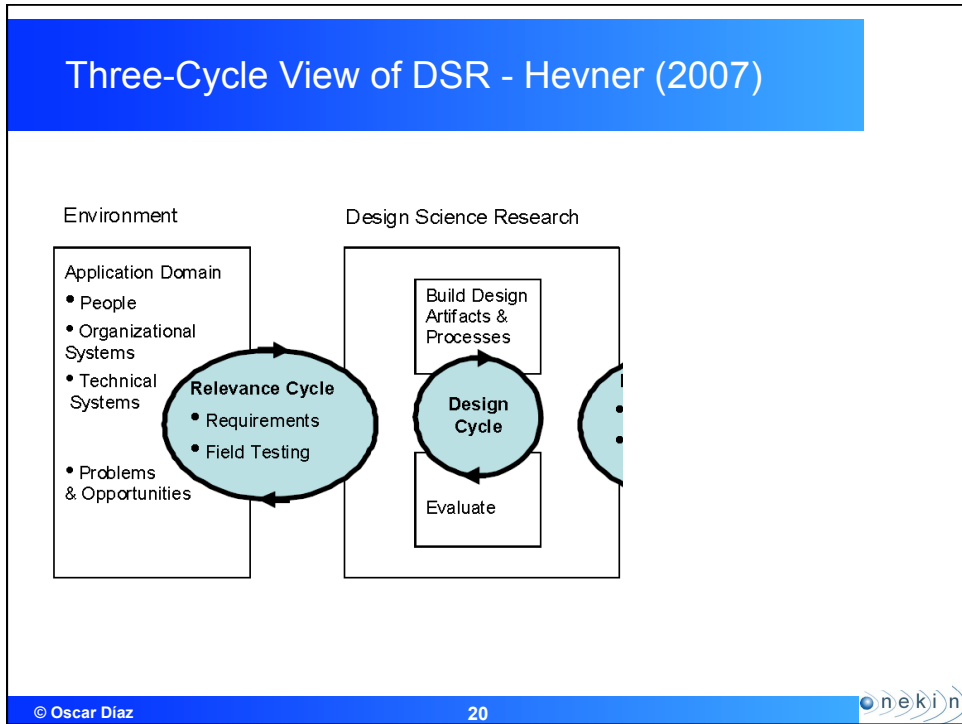 Three-Cycle View of DSR - Hevner (2007)
Environment
Design Science Research
Application Domain
• People
• Organizational
Systems
• Technical
Systems
• Problems
& Opportunities
Relevance Cycle
• Requirements
• Field Testing
Build Design
Artifacts &
Processes
Design
Cycle
Evaluate
© Oscar Díaz
20
onekin